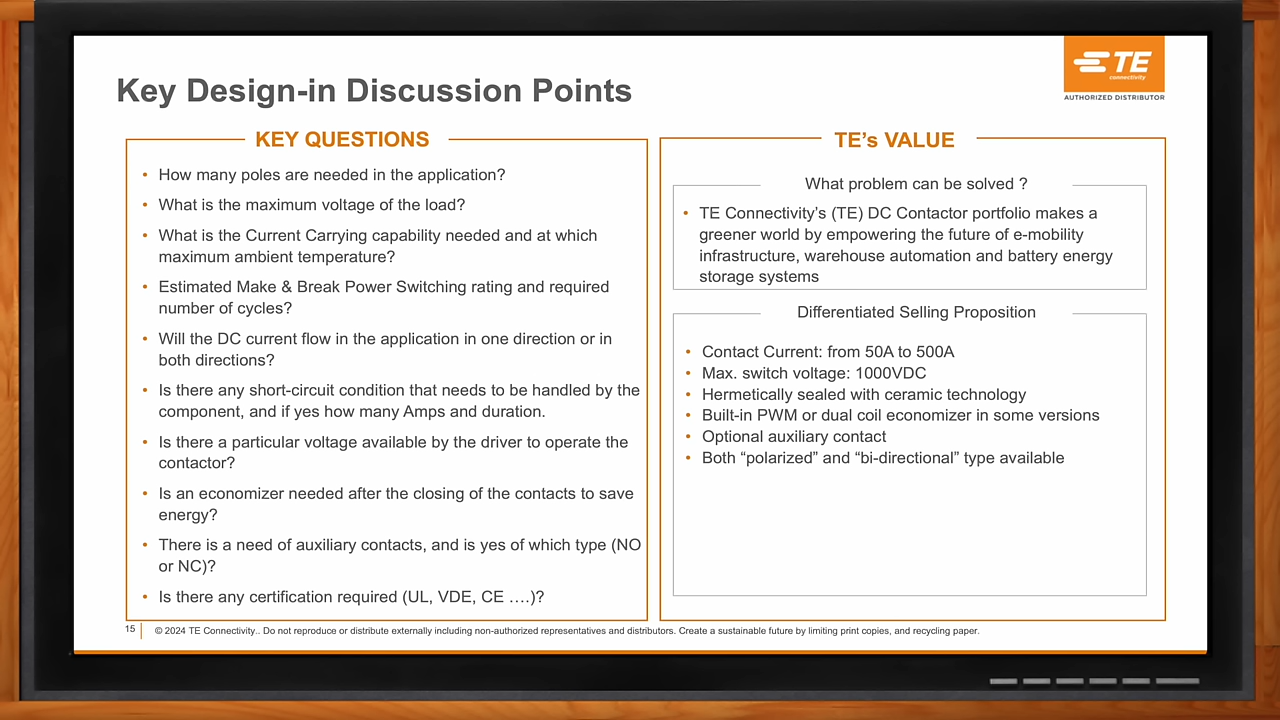 Key Design-in Discussion Points
TE
connectivity
AUTHORIZED DISTRIBUTOR
KEY QUESTIONS
• How many poles are needed in the application?
• What is the maximum voltage of the load?
• What is the Current Carrying capability needed and at which
maximum ambient temperature?
• Estimated Make & Break Power Switching rating and required
number of cycles?
• Will the DC current flow in the application in one direction or in
both directions?
• Is there any short-circuit condition that needs to be handled by the
component, and if yes how many Amps and duration.
• Is there a particular voltage available by the driver to operate the
contactor?
• Is an economizer needed after the closing of the contacts to save
energy?
• There is a need of auxiliary contacts, and is yes of which type (NO
or NC)?
• Is there any certification required (UL, VDE, CE ….)?
TE’s VALUE
What problem can be solved ?
• TE Connectivity’s (TE) DC Contactor portfolio makes a
greener world by empowering the future of e-mobility
infrastructure, warehouse automation and battery energy
storage systems
Differentiated Selling Proposition
• Contact Current: from 50A to 500A
• Max. switch voltage: 1000VDC
• Hermetically sealed with ceramic technology
• Built-in PWM or dual coil economizer in some versions
• Optional auxiliary contact
• Both “polarized” and “bi-directional” type available
15
© 2024 TE Connectivity.. Do not reproduce or distribute externally including non-authorized representatives and distributors. Create a sustainable future by limiting print copies, and recycling paper.